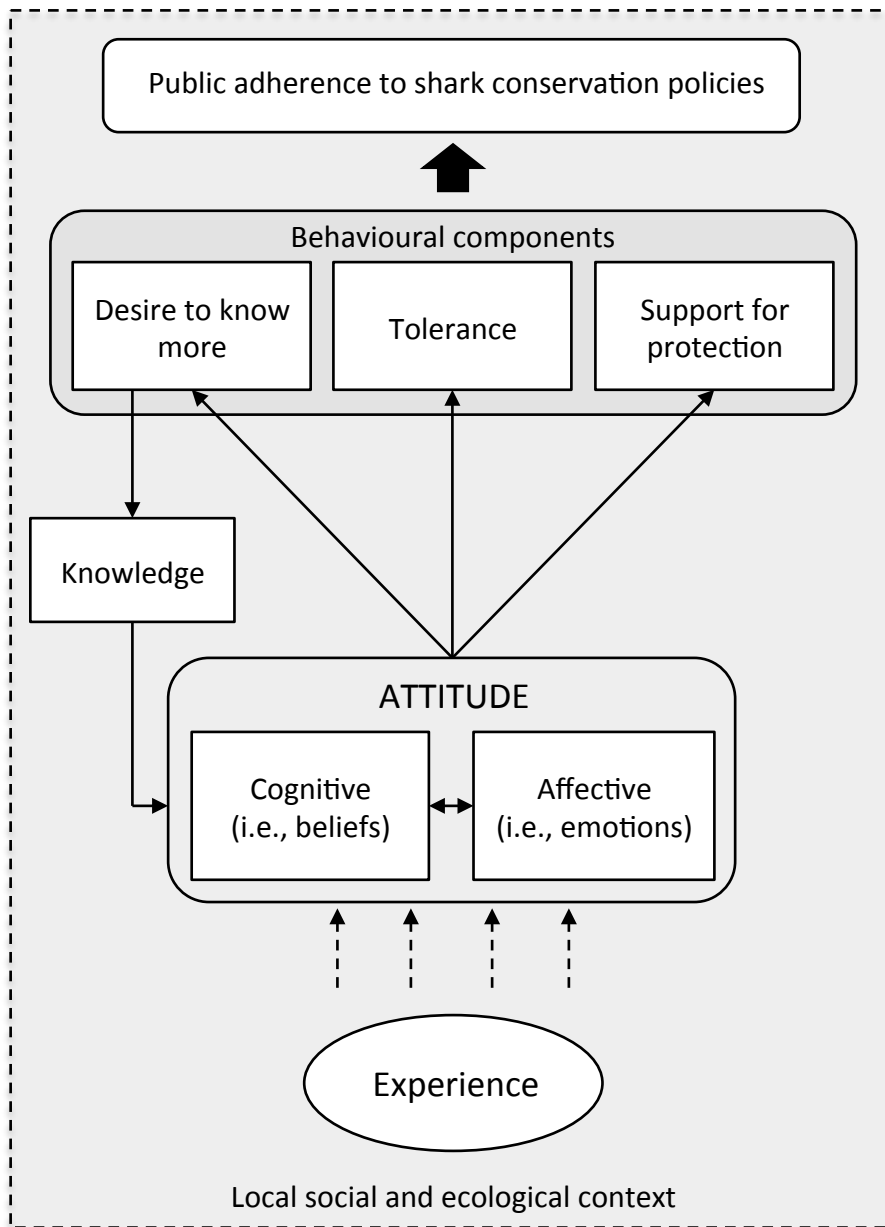 Public adherence to shark conservation policies
Behavioural components
Desire to know
more
Tolerance
Support for
protection
Knowledge
ATTITUDE
Cognitive
(i.e., beliefs)
Affective
(i.e., emotions)
Experience
Local social and ecological context